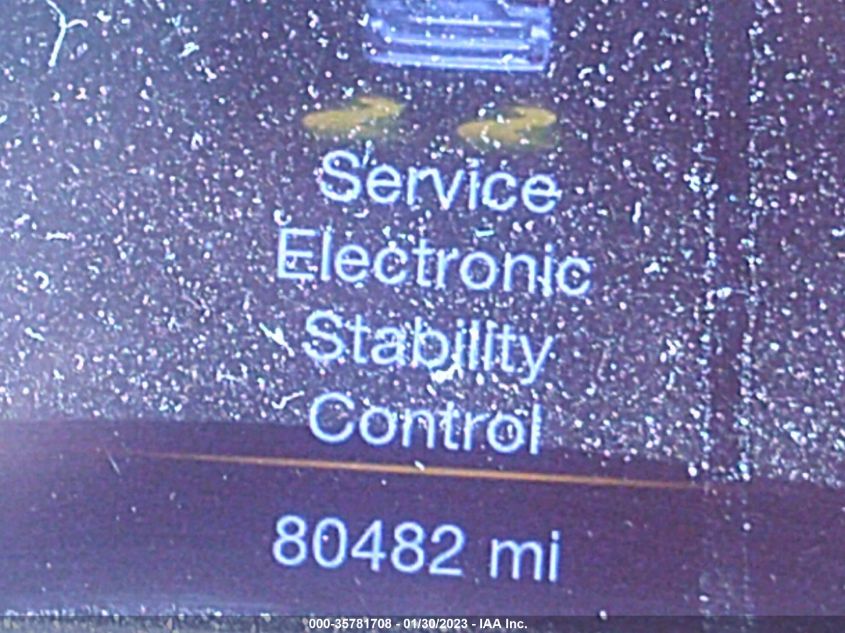 Service
Electronic
Stability
Control
80482 mi
000-35781708 - 01/30/2023 - IAA Inc.